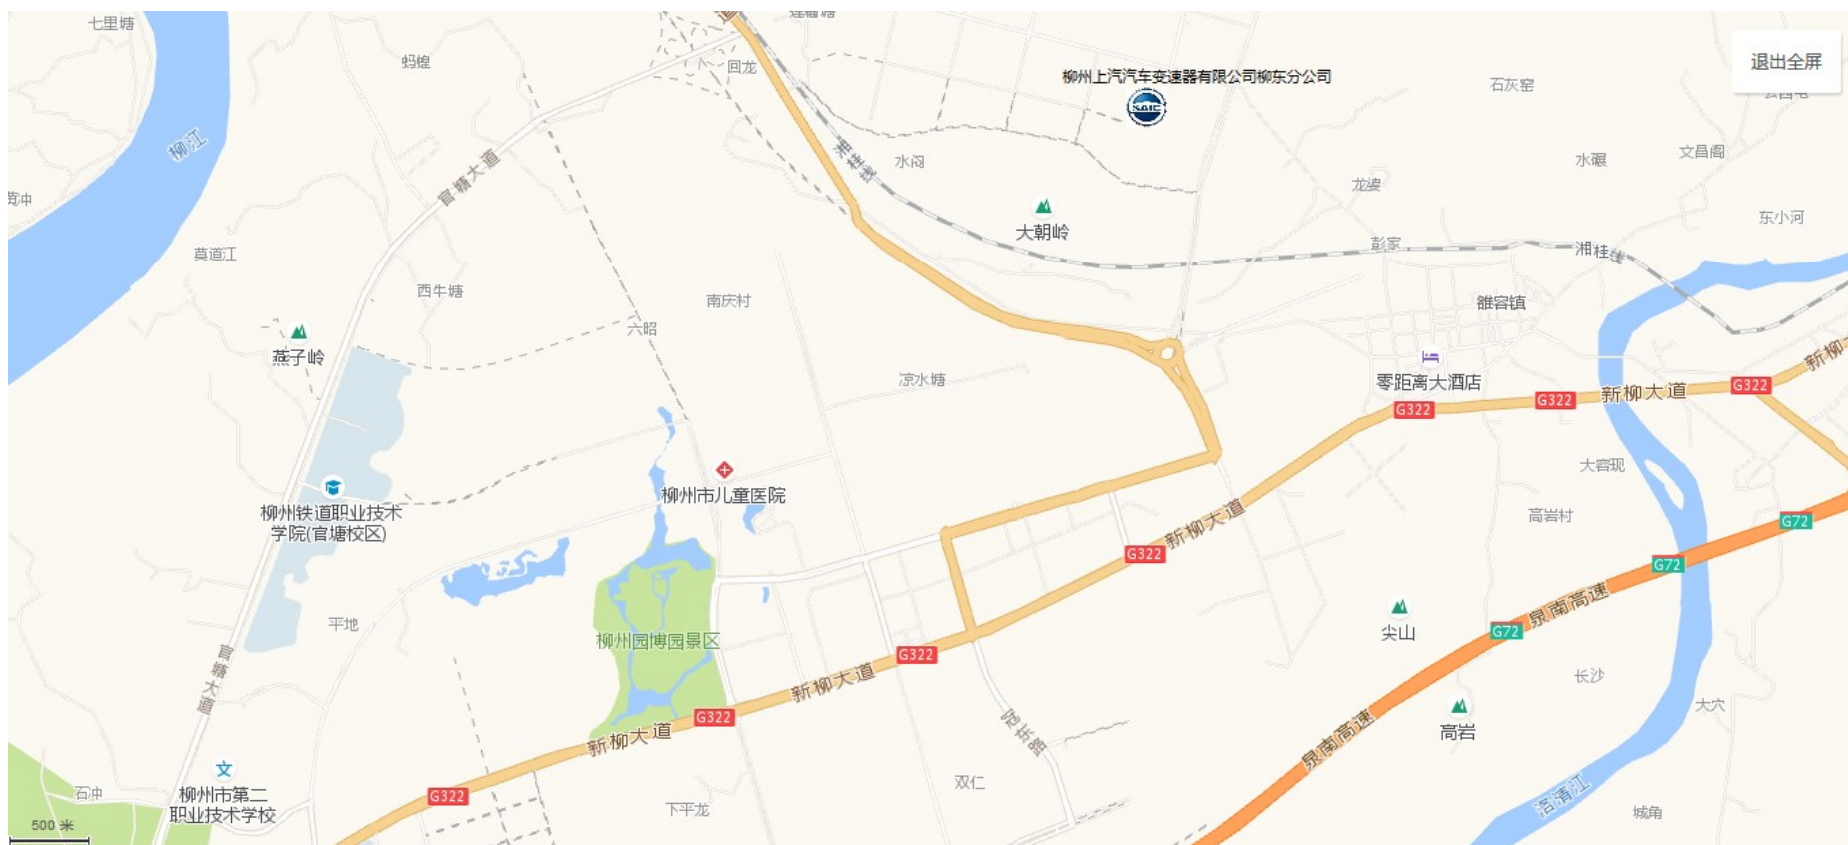 七里塘
蚂蝗
回龙
道
柳州上汽汽车变速器有限公司柳东分公司
SAIC
石灰窑
退出全屏
柳江
官塘大道
湘桂线
水闷
水碾
文昌阁
龙婆
大朝岭
东小河
莫道江
彭家
湘桂线
西牛塘
南庆村
雒容镇
六昭
燕子岭
凉水塘
零距离大酒店
新柳大道
G322
G322
G322
新柳大
柳州市儿童医院
大容现
柳州铁道职业技术
学院(官塘校区)
高岩村
新柳大道
G322
G72
G72
泉南高速
平地
柳州园博园景区
尖山
G72
官塘大道
G322
新柳大道
长沙
大穴
G322
新柳大道
高岩
泉南高速
柳州市第二
职业技术学校
石冲
G322
下平龙
双仁
洛清江
城角
500 米